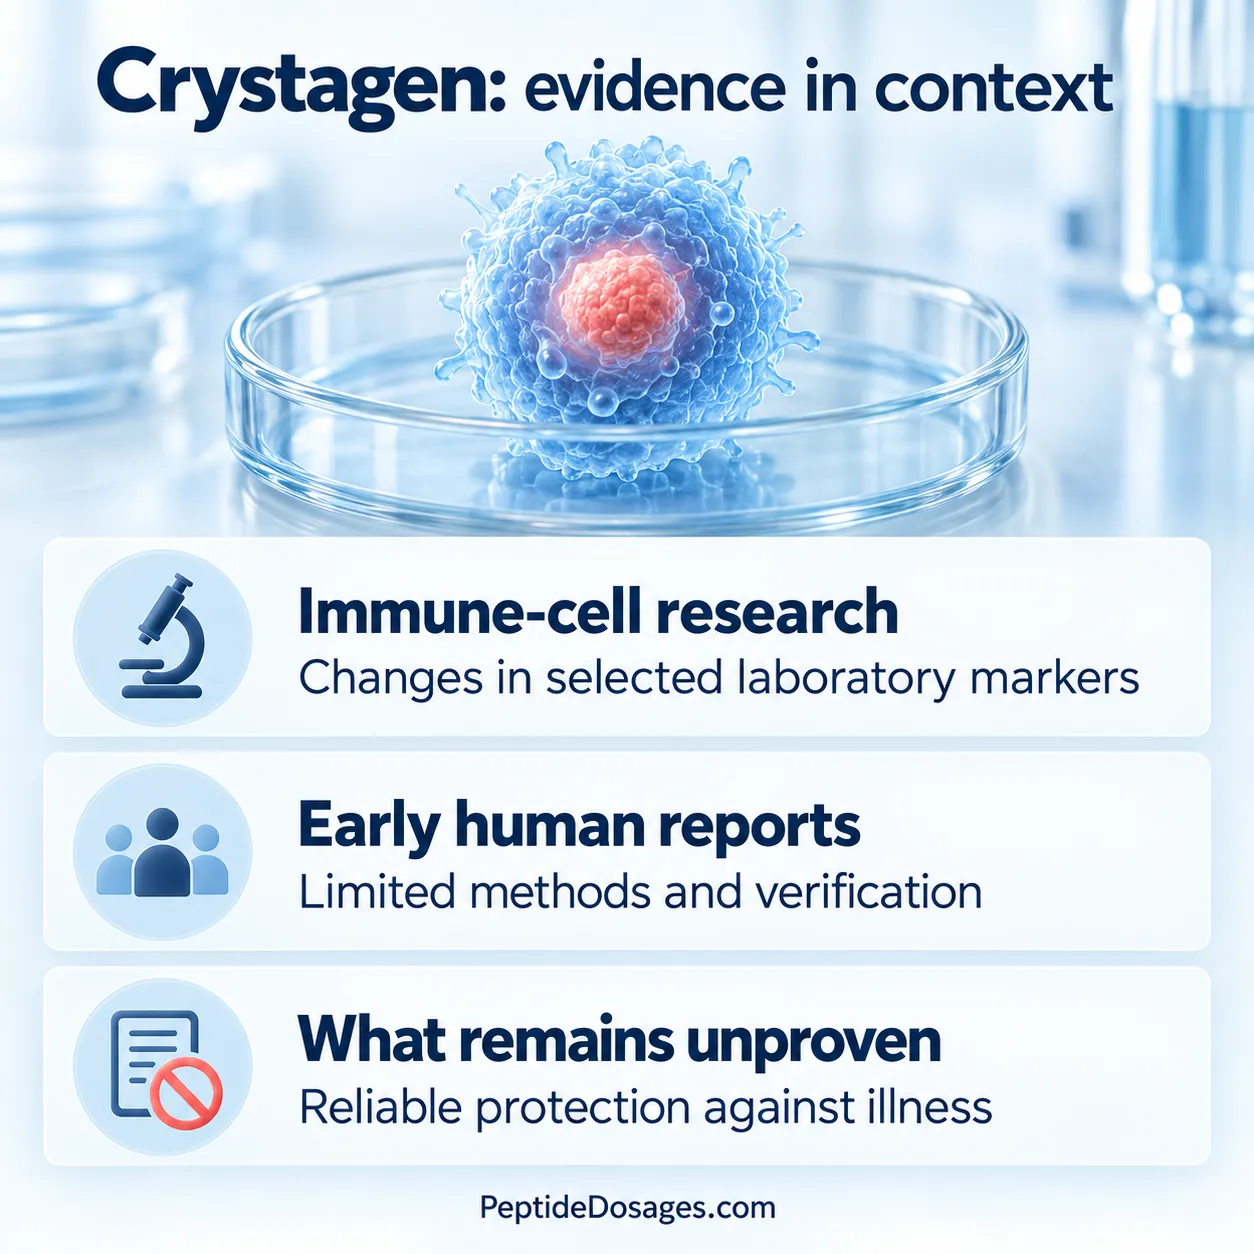 Crystagen: evidence in context
Immune-cell research
Changes in selected laboratory markers
Early human reports
Limited methods and verification
What remains unproven
Reliable protection against illness
PeptideDosages.com